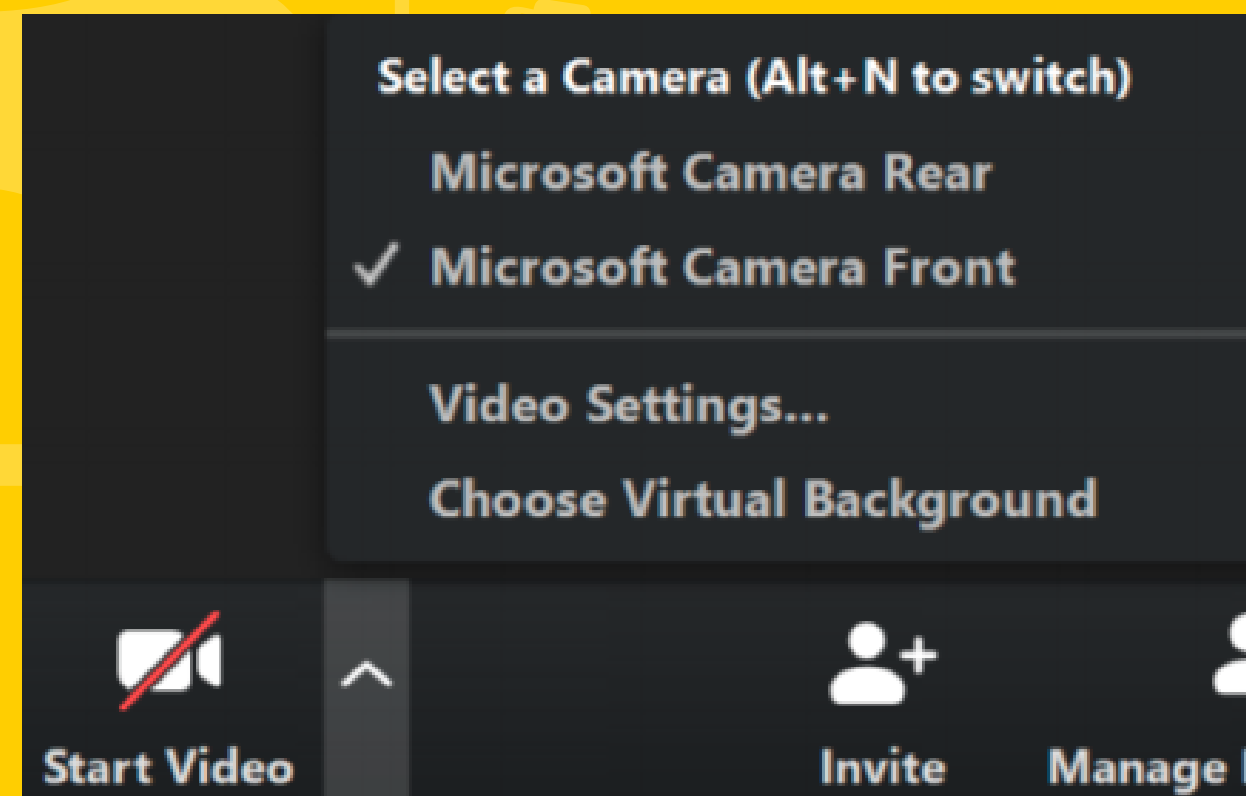 Select a Camera (Alt+N to switch)
Microsoft Camera Rear
Microsoft Camera Front
Video Settings...
Choose Virtual Background
Start Video
Invite
Manage